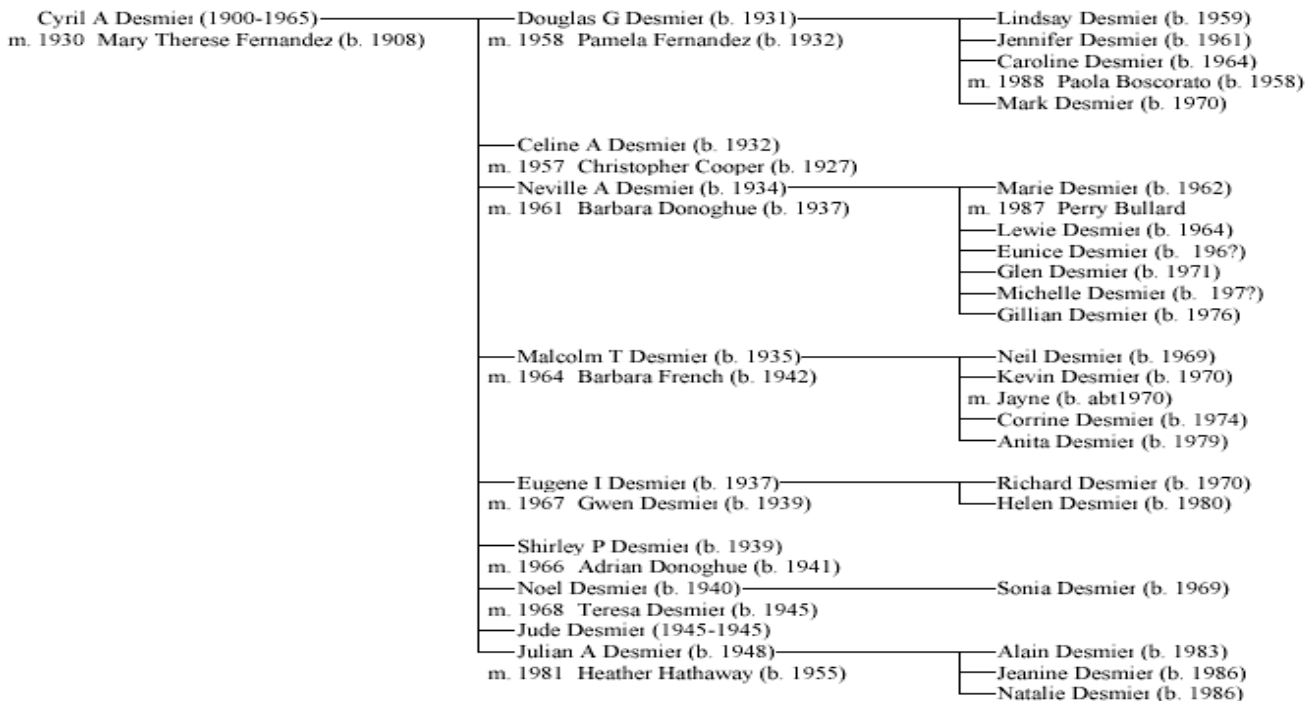 Cyril A Desmier (1900-1965) Douglas G Desmier (b. 1931) Lindsay Desmier (b. 1959)
m. 1930 Mary Therese Fernandez (b. 1908) m. 1958 Pamela Fernandez (b. 1932) Jennifer Desmier (b. 1961)
Caroline Desmier (b. 1964)
m. 1988 Paola Boscorato (b. 1958)
Mark Desmier (b. 1970)
Celine A Desmier (b. 1932)
m. 1957 Christopher Cooper (b. 1927)
Neville A Desmier (b. 1934) Marie Desmier (b. 1962)
m. 1961 Barbara Donoghue (b. 1937) m. 1987 Perry Bullard
Lewie Desmier (b. 1964)
Eunice Desmier (b. 196?)
Glen Desmier (b. 1971)
Michelle Desmier (b. 197?)
Gillian Desmier (b. 1976)
Malcolm T Desmier (b. 1935) Neil Desmier (b. 1969)
m. 1964 Barbara French (b. 1942) Kevin Desmier (b. 1970)
m. Jayne (b. abt1970)
Corrine Desmier (b. 1974)
Anita Desmier (b. 1979)
Eugene I Desmier (b. 1937) Richard Desmier (b. 1970)
m. 1967 Gwen Desmier (b. 1939) Helen Desmier (b. 1980)
Shirley P Desmier (b. 1939)
m. 1966 Adrian Donoghue (b. 1941)
Noel Desmier (b. 1940) Sonia Desmier (b. 1969)
m. 1968 Teresa Desmier (b. 1945)
Jude Desmier (1945-1945)
Julian A Desmier (b. 1948) Alain Desmier (b. 1983)
m. 1981 Heather Hathaway (b. 1955) Jeanine Desmier (b. 1986)
Natalie Desmier (b. 1986)